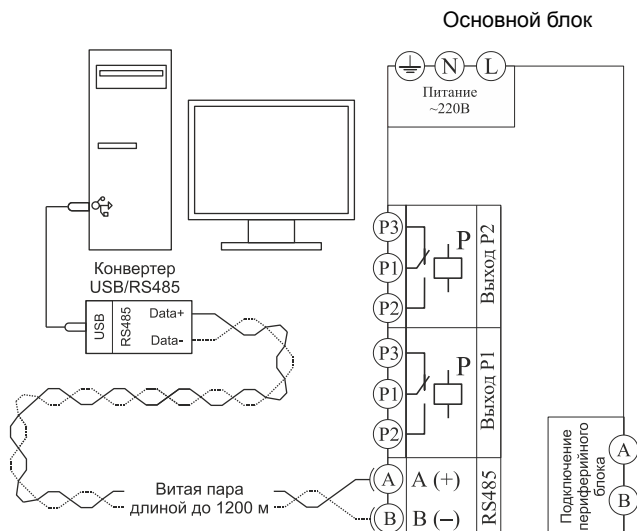 Основной блок
N L
Питание
~220В
P3
P1
P2
P
Выход P2
P3
P1
P2
P
Выход P1
Конвертер
USB/RS485
USB
RS485
Data+
Data-
Витая пара
длиной до 1200 м
A
A (+)
B
B (–)
RS485
Подключение
периферийного
блока
A
B